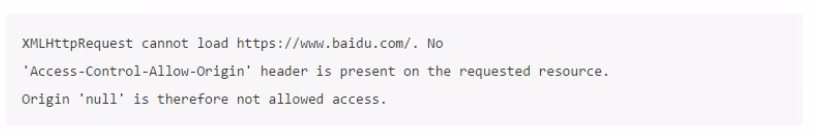 XMLHttpRequest cannot load https://www.baidu.com/. No
'Access-Control-Allow-Origin' header is present on the requested resource.
Origin 'null' is therefore not allowed access.